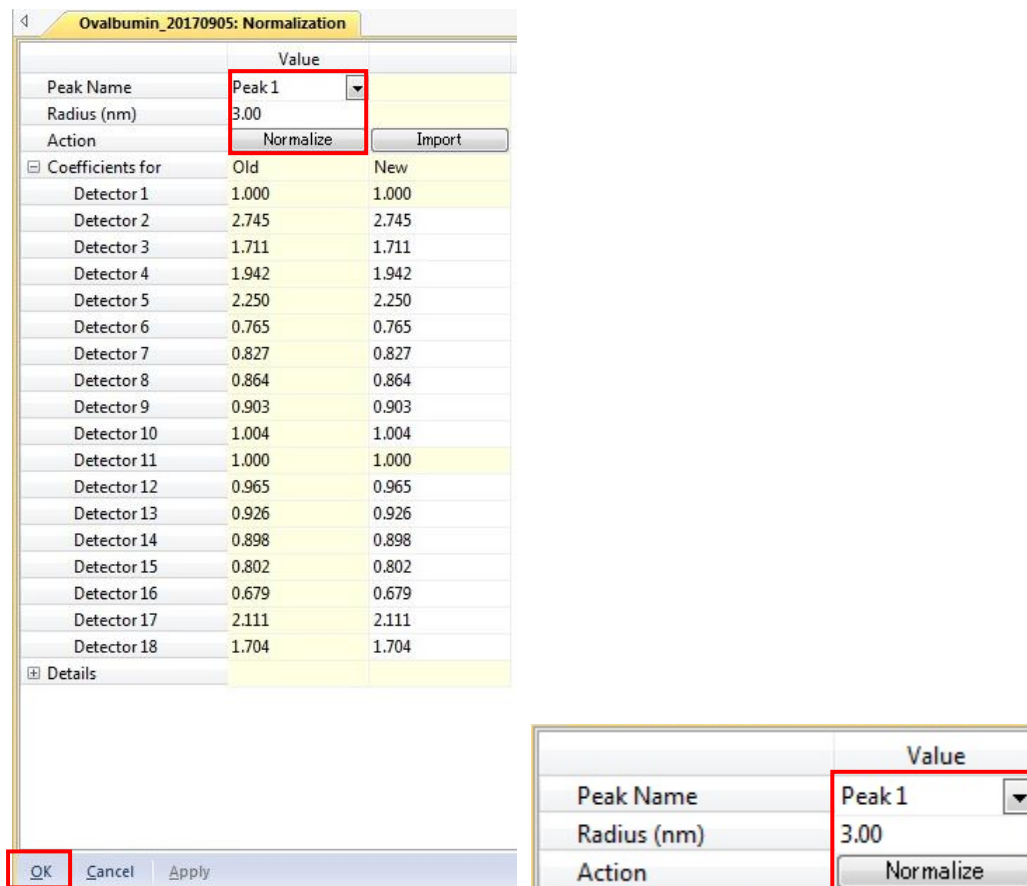 Ovalbumin_20170905: Normalization
Value
Peak Name Peak 1
Radius (nm) 3.00
Action Normalize Import
Coefficients for Old New
Detector 1 1.000 1.000
Detector 2 2.745 2.745
Detector 3 1.711 1.711
Detector 4 1.942 1.942
Detector 5 2.250 2.250
Detector 6 0.765 0.765
Detector 7 0.827 0.827
Detector 8 0.864 0.864
Detector 9 0.903 0.903
Detector 10 1.004 1.004
Detector 11 1.000 1.000
Detector 12 0.965 0.965
Detector 13 0.926 0.926
Detector 14 0.898 0.898
Detector 15 0.802 0.802
Detector 16 0.679 0.679
Detector 17 2.111 2.111
Detector 18 1.704 1.704
Details
OK Cancel Apply
Value
Peak Name Peak 1
Radius (nm) 3.00
Action Normalize